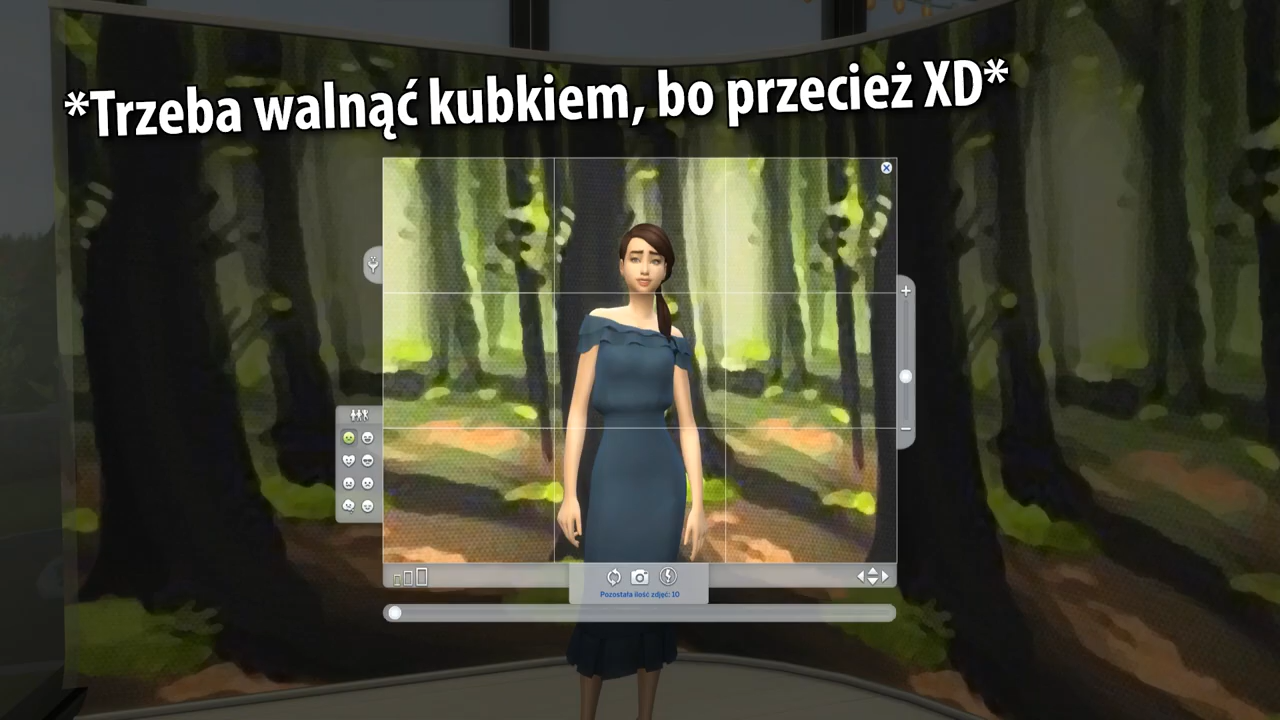 *Trzeba walnąć kubkiem, bo przecież XD*
Pozostała ilość zdjęć: 10